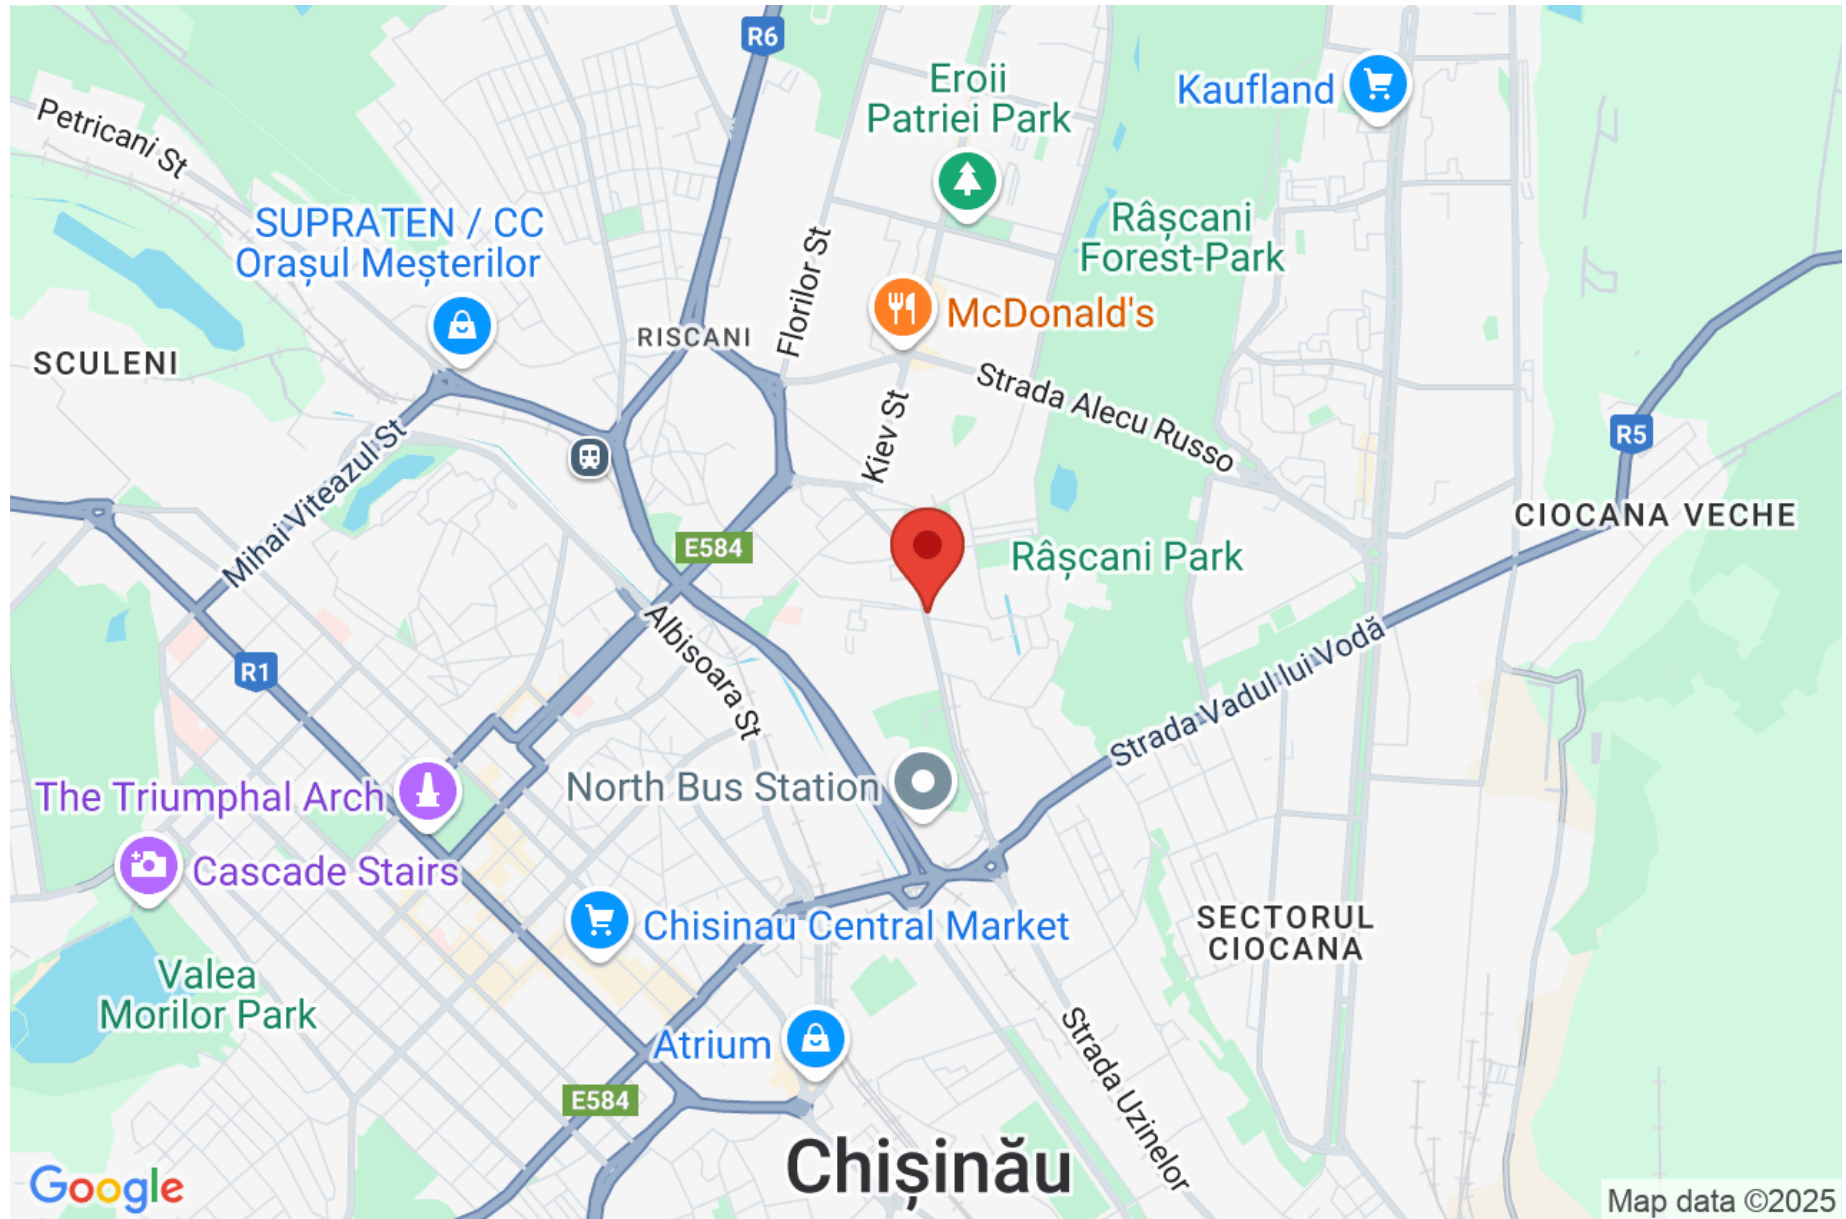 R6
Eroii
Patriei Park
Kaufland
Petricani St
SUPRATEN / CC
Orașul Meșterilor
Râșcani
Forest-Park
Florilor St
McDonald's
RISCANI
SCULENI
Strada Alecu Russo
Kiev St
Mihai Viteazul St
R5
CIOCANA VECHE
E584
Râșcani Park
Albisoara St
R1
Strada Vadul lui Vodă
The Triumphal Arch
North Bus Station
Cascade Stairs
Chisinau Central Market
SECTORUL
CIOCANA
Valea
Morilor Park
Atrium
Strada Uzinelor
E584
Chișinău
Google
Map data ©2025